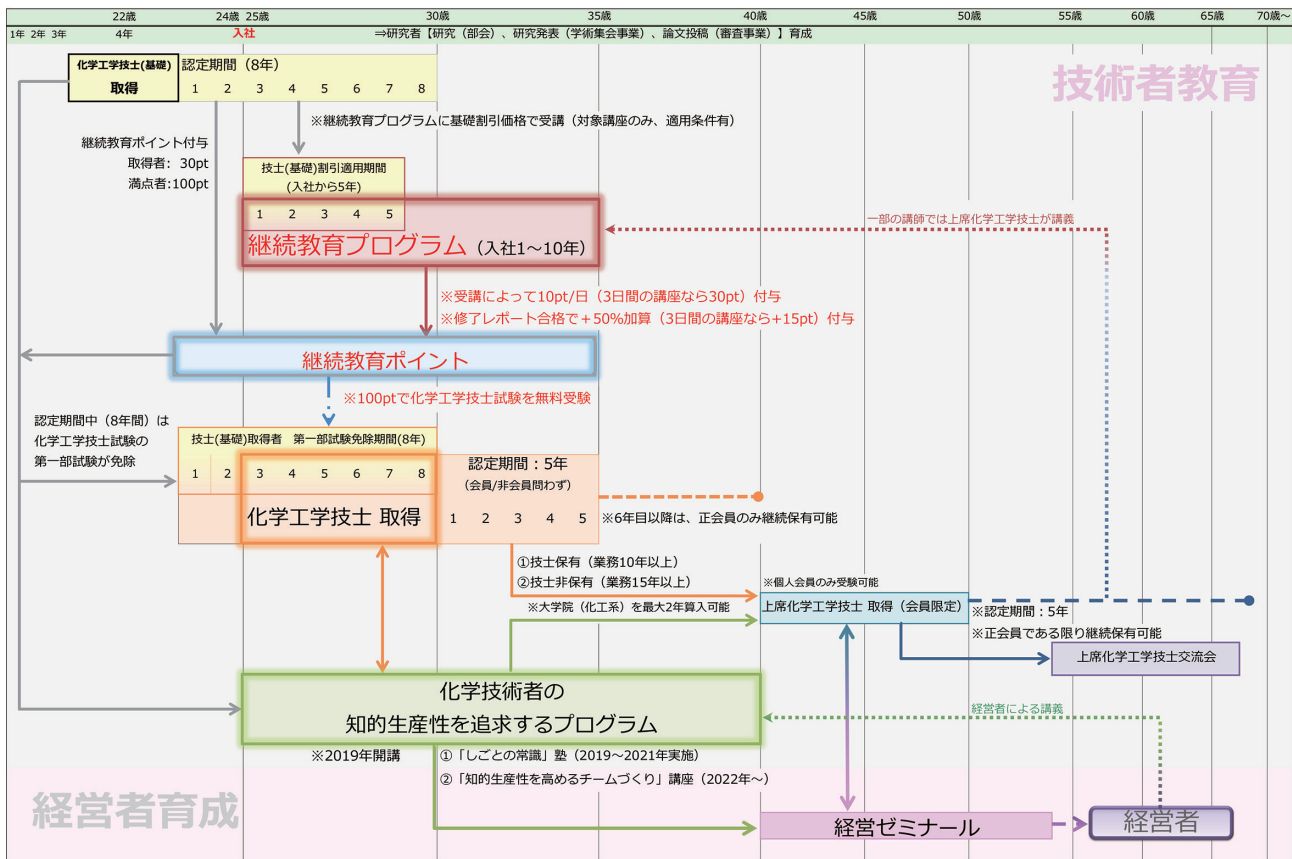 22歳 24歳 25歳 30歳 35歳 40歳 45歳 50歳 55歳 60歳 65歳 70歳～
1年 2年 3年 4年 入社 ⇒研究者【研究（部会）、研究発表（学術集会事業）、論文投稿（審査事業）】育成
技術者教育
化学工学技士(基礎)
取得
認定期間（8年）
1 2 3 4 5 6 7 8
※継続教育プログラムに基礎割引価格で受講（対象講座のみ、適用条件有）
継続教育ポイント付与
取得者： 30pt
満点者:100pt
技士(基礎)割引適用期間
(入社から5年)
1 2 3 4 5
継続教育プログラム（入社1～10年）
一部の講師では上席化学工学技士が講義
※受講によって10pt/日（3日間の講座なら30pt）付与
※修了レポート合格で＋50%加算（3日間の講座なら+15pt）付与
継続教育ポイント
※100ptで化学工学技士試験を無料受験
認定期間中（8年間）は
化学工学技士試験の
第一部試験が免除
技士(基礎)取得者 第一部試験免除期間(8年)
1 2 3 4 5 6 7 8
化学工学技士 取得
認定期間：5年
（会員/非会員問わず）
1 2 3 4 5
※6年目以降は、正会員のみ継続保有可能
①技士保有（業務10年以上）
②技士非保有（業務15年以上）
※大学院（化工系）を最大2年算入可能
※個人会員のみ受験可能
上席化学工学技士 取得（会員限定）
※認定期間：5年
※正会員である限り継続保有可能
上席化学工学技士交流会
化学技術者の
知的生産性を追求するプログラム
経営者による講義
※2019年開講
①「しごとの常識」塾（2019～2021年実施）
②「知的生産性を高めるチームづくり」講座（2022年～）
経営者育成
経営ゼミナール
経営者